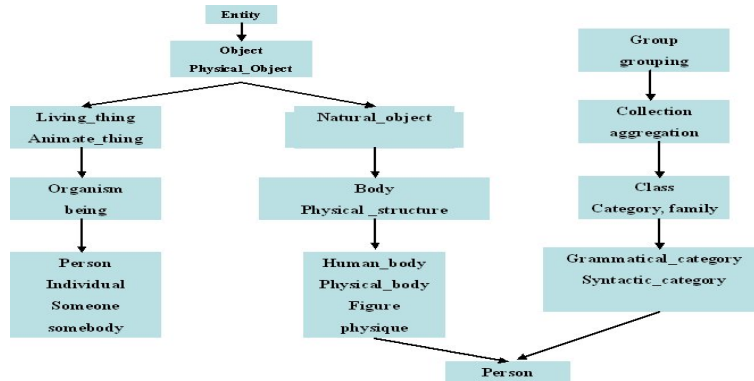 Entity
Object
Physical_Object
Group
grouping
Living_thing
Animate_thing
Natural_object
Collection
aggregation
Organism
being
Body
Physical _structure
Class
Category, family
Person
Individual
Someone
somebody
Human_body
Physical_body
Figure
physique
Grammatical_category
Syntactic_category
Person